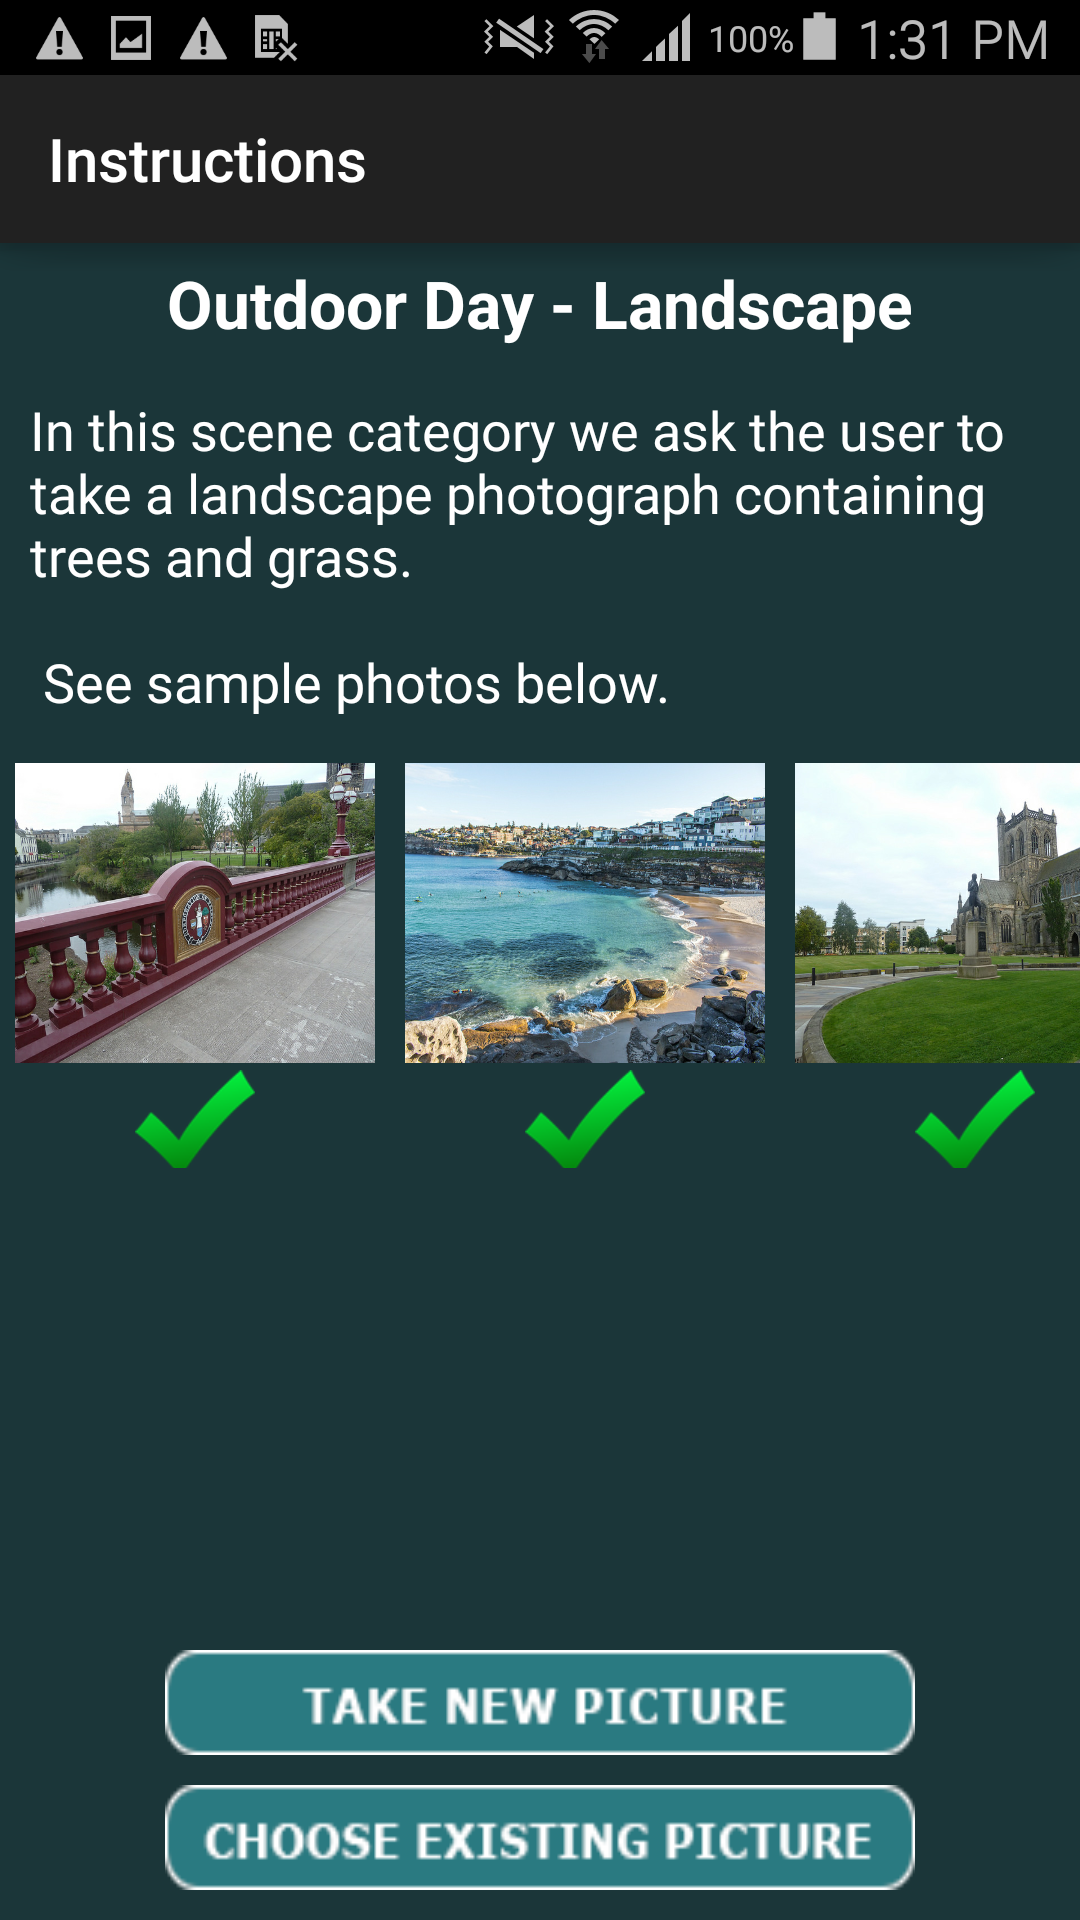 100% 1:31 PM
Instructions
Outdoor Day - Landscape
In this scene category we ask the user to
take a landscape photograph containing
trees and grass.
See sample photos below.
TAKE NEW PICTURE
CHOOSE EXISTING PICTURE